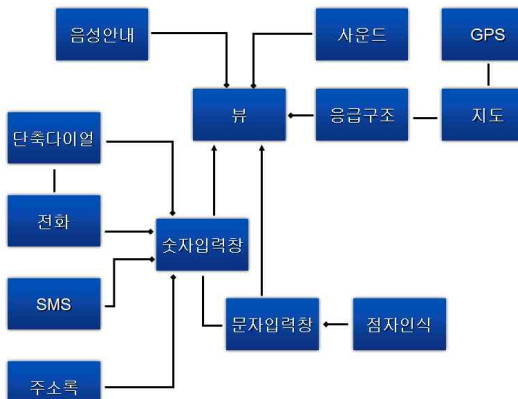 음성안내
사운드
GPS
뷰
응급구조
지도
단축다이얼
전화
숫자입력창
SMS
문자입력창
점자인식
주소록